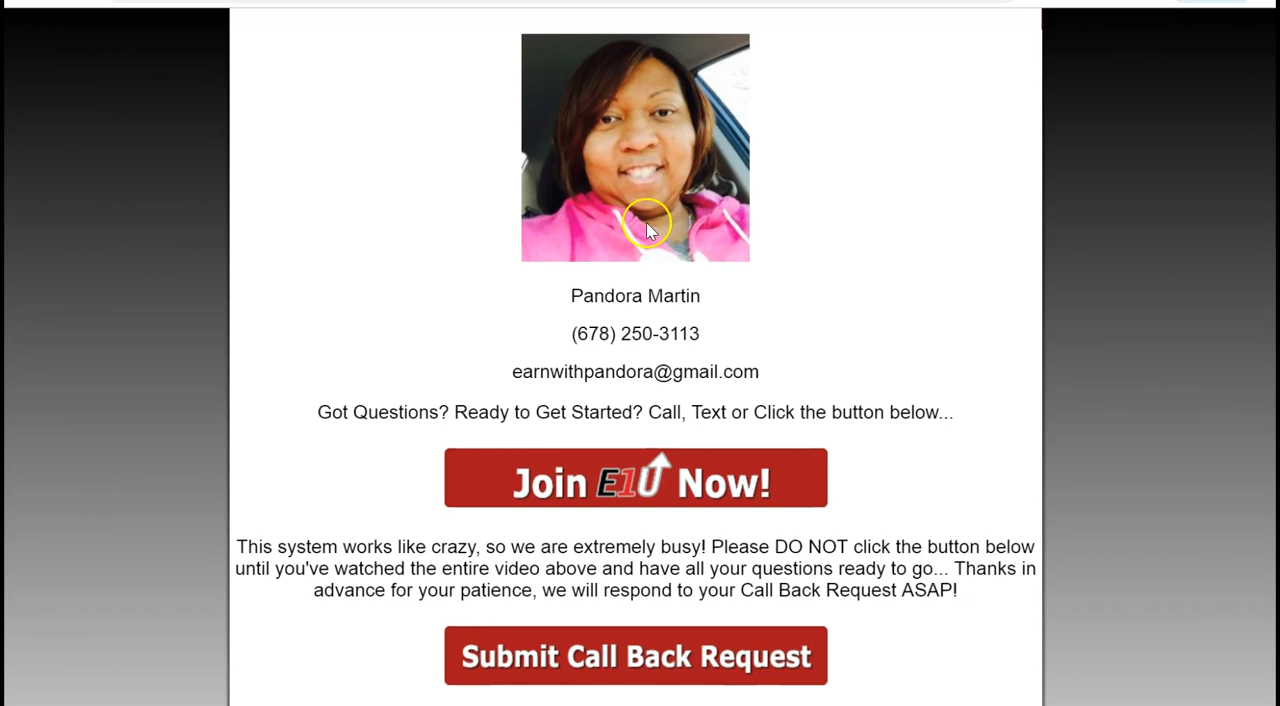 Pandora Martin
(678) 250-3113
earnwithpandora@gmail.com
Got Questions? Ready to Get Started? Call, Text or Click the button below...
Join E1U Now!
This system works like crazy, so we are extremely busy! Please DO NOT click the button below
until you've watched the entire video above and have all your questions ready to go... Thanks in
advance for your patience, we will respond to your Call Back Request ASAP!
Submit Call Back Request